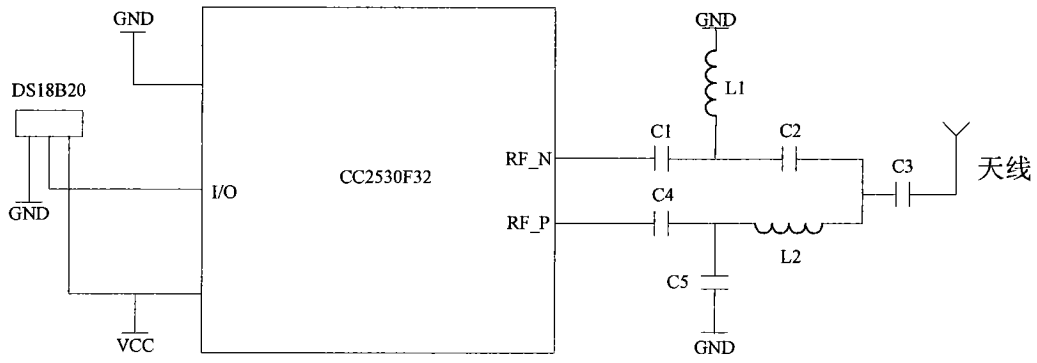 GND
GND
DS18B20
L1
C1
C2
RF_N
C3
CC2530F32
天线
I/O
C4
GND
RF_P
L2
C5
VCC
GND